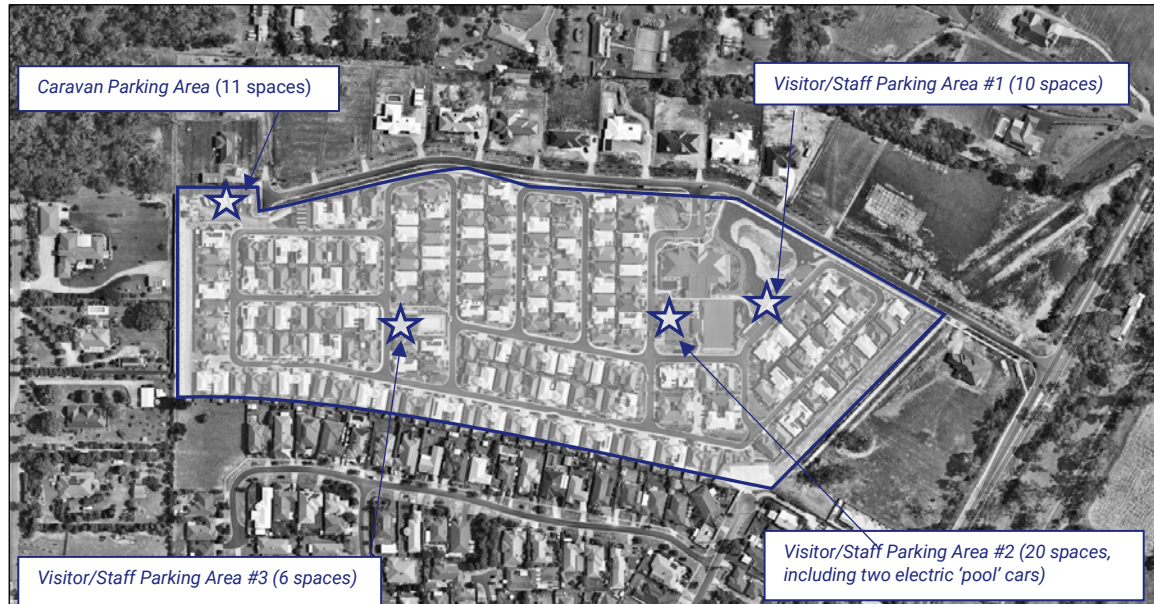 Caravan Parking Area (11 spaces)
Visitor/Staff Parking Area #1 (10 spaces)
Visitor/Staff Parking Area #3 (6 spaces)
Visitor/Staff Parking Area #2 (20 spaces,
including two electric ‘pool’ cars)